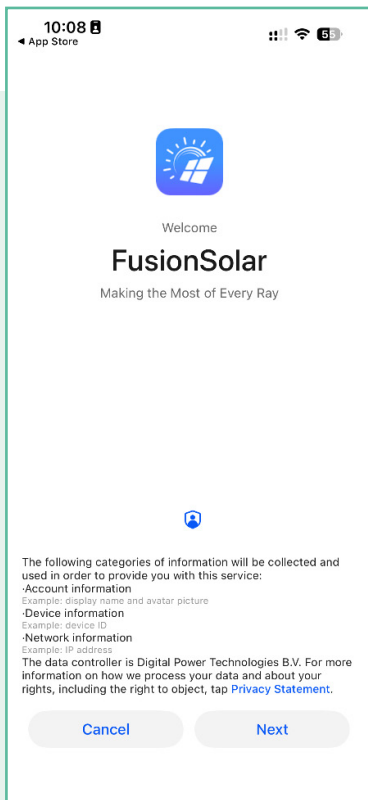 10:08
◀ App Store
55
Welcome
FusionSolar
Making the Most of Every Ray
The following categories of information will be collected and
used in order to provide you with this service:
·Account information
Example: display name and avatar picture
·Device information
Example: device ID
·Network information
Example: IP address
The data controller is Digital Power Technologies B.V. For more
information on how we process your data and about your
rights, including the right to object, tap Privacy Statement.
Cancel
Next